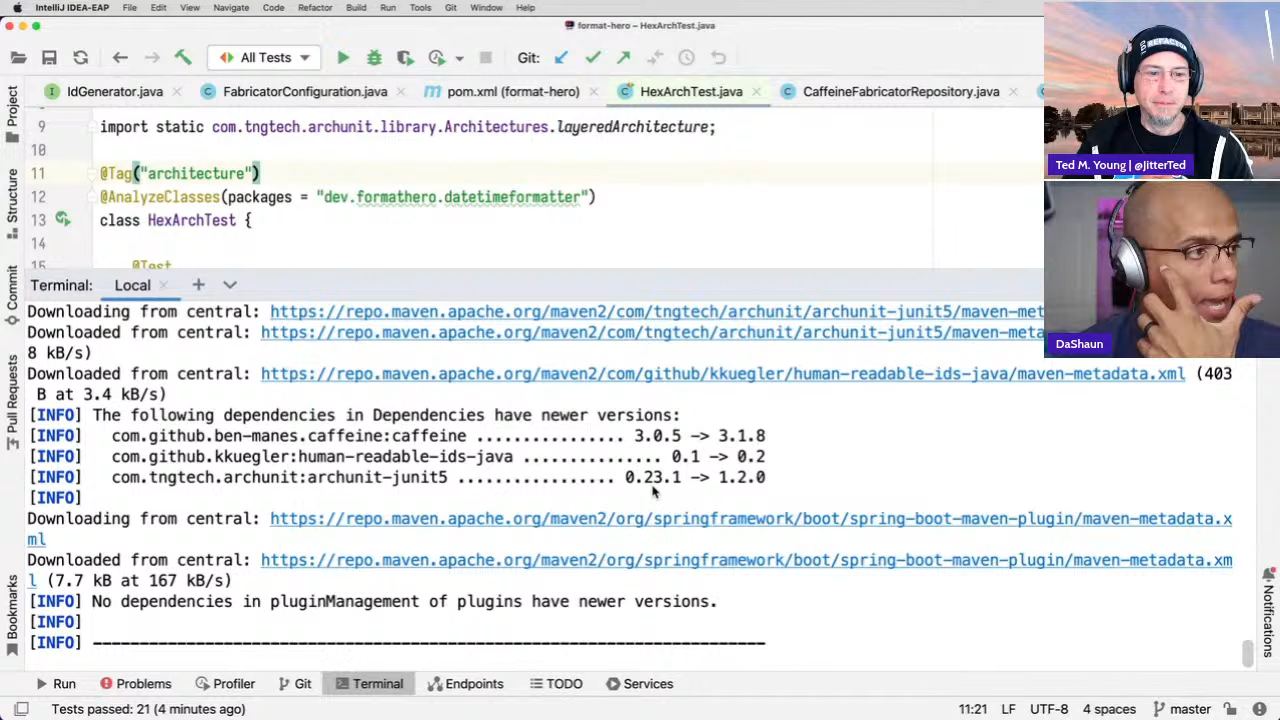 IntelliJ IDEA-EAP File Edit View Navigate Code Refactor Build Run Tools Git Window Help
format-hero – HexArchTest.java
All Tests Git:
IdGenerator.java FabricatorConfiguration.java pom.xml (format-hero) HexArchTest.java CaffeineFabricatorRepository.java
9 import static com.tngtech.archunit.library.Architectures.layeredArchitecture;
10
11 @Tag("architecture")
12 @AnalyzeClasses(packages = "dev.formathero.datetimeformatter")
13 class HexArchTest {
14
15 @Test
Project
Structure
Commit
Pull Requests
Bookmarks
Notifications
REFACTOR
Ted M. Young | @JitterTed
DaShaun
Terminal: Local
Downloading from central: https://repo.maven.apache.org/maven2/com/tngtech/archunit/archunit-junit5/maven-met
Downloaded from central: https://repo.maven.apache.org/maven2/com/tngtech/archunit/archunit-junit5/maven-meta
8 kB/s)
Downloaded from central: https://repo.maven.apache.org/maven2/com/github/kkuegler/human-readable-ids-java/maven-metadata.xml (403
B at 3.4 kB/s)
[INFO] The following dependencies in Dependencies have newer versions:
[INFO] com.github.ben-manes.caffeine:caffeine ................ 3.0.5 -> 3.1.8
[INFO] com.github.kkuegler:human-readable-ids-java ............... 0.1 -> 0.2
[INFO] com.tngtech.archunit:archunit-junit5 ................. 0.23.1 -> 1.2.0
[INFO]
Downloading from central: https://repo.maven.apache.org/maven2/org/springframework/boot/spring-boot-maven-plugin/maven-metadata.x
ml
Downloaded from central: https://repo.maven.apache.org/maven2/org/springframework/boot/spring-boot-maven-plugin/maven-metadata.xm
l (7.7 kB at 167 kB/s)
[INFO] No dependencies in pluginManagement of plugins have newer versions.
[INFO]
[INFO] ------------------------------------------------------------------------
Run Problems Profiler Git Terminal Endpoints TODO Services
Tests passed: 21 (4 minutes ago) 11:21 LF UTF-8 4 spaces master